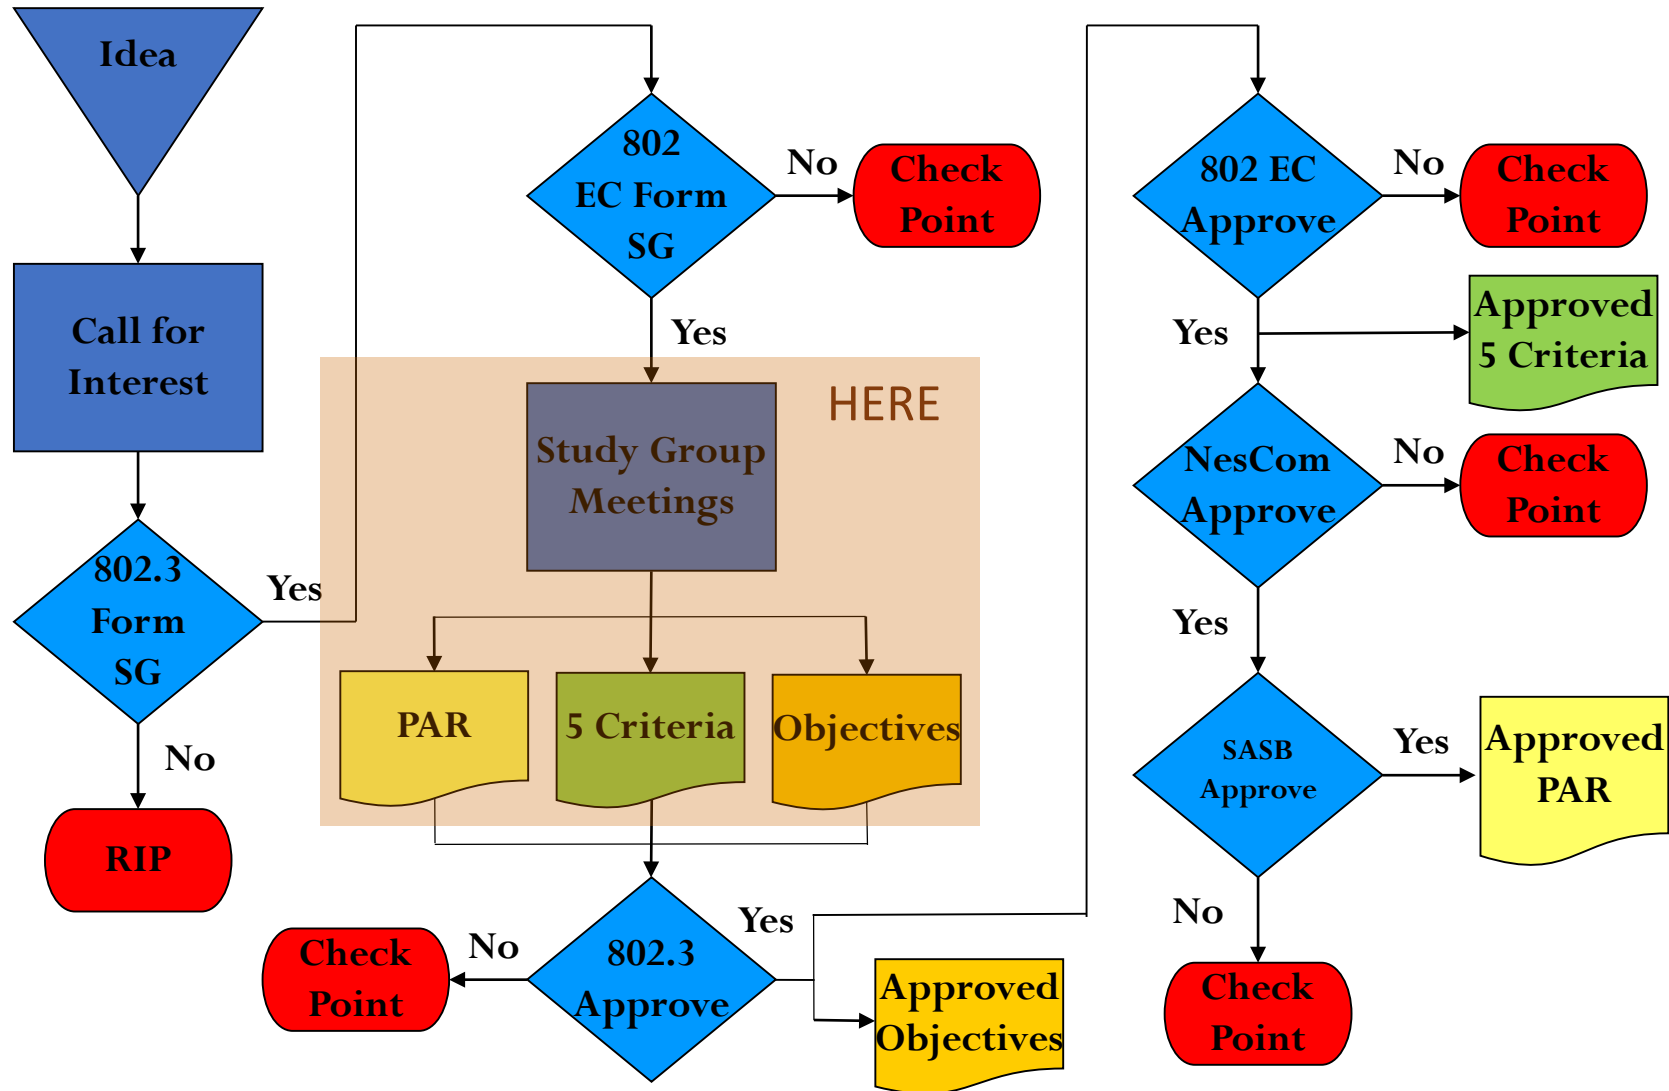 Idea
Call for
Interest
802.3
Form
SG
Yes
No
RIP
802
EC Form
SG
No
Check
Point
Yes
HERE
Study Group
Meetings
PAR
5 Criteria
Objectives
802.3
Approve
No
Check
Point
Yes
Approved
Objectives
802 EC
Approve
No
Check
Point
Yes
Approved
5 Criteria
NesCom
Approve
No
Check
Point
Yes
SASB
Approve
Yes
Approved
PAR
No
Check
Point